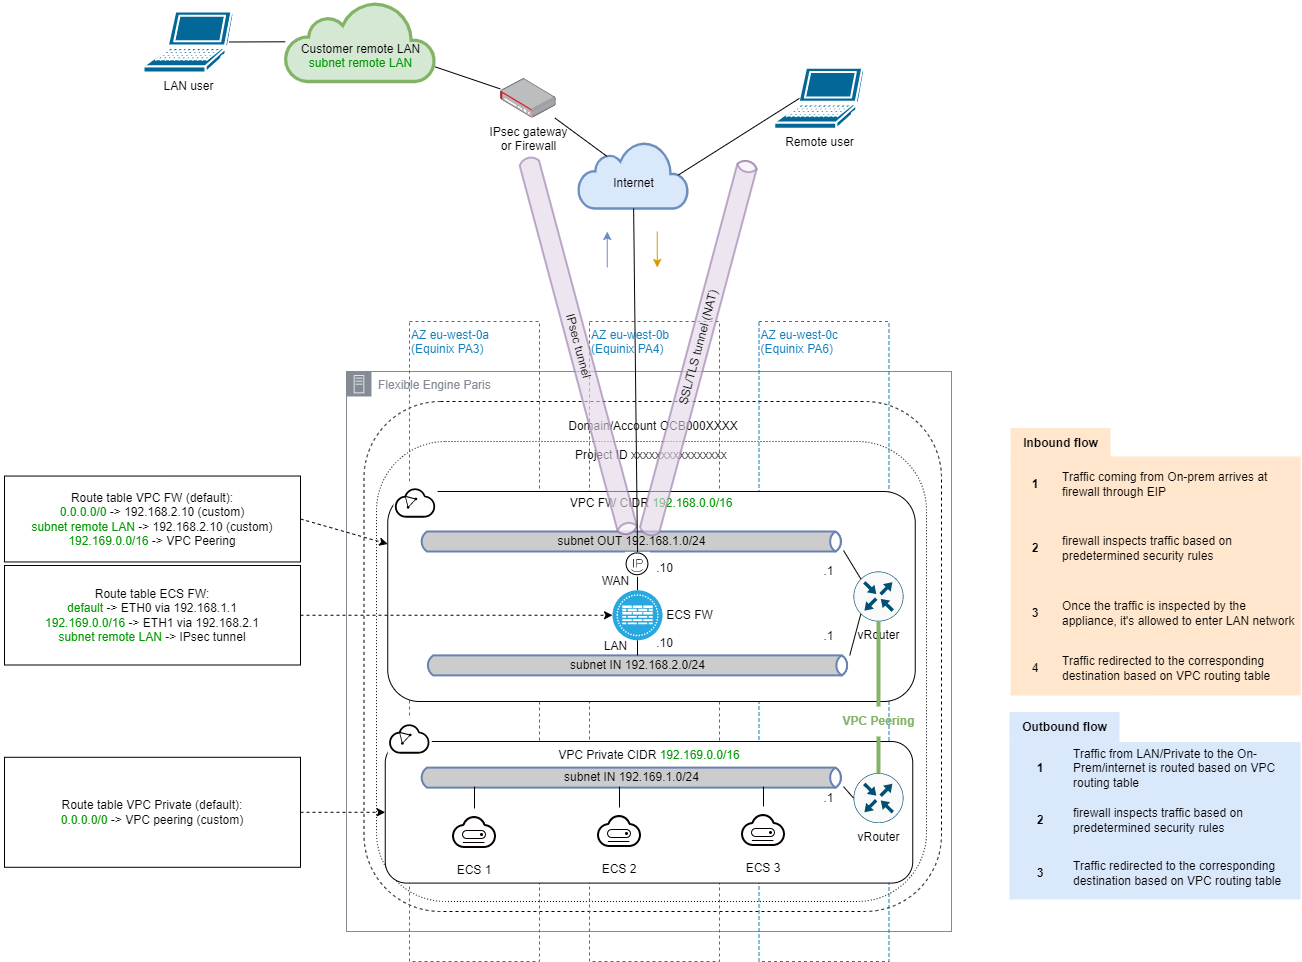 Customer remote LAN
subnet remote LAN
LAN user
IPsec gateway
or Firewall
Remote user
Internet
IPsec tunnel
SSL/TLS tunnel (NAT)
AZ eu-west-0a
(Equinix PA3)
AZ eu-west-0b
(Equinix PA4)
AZ eu-west-0c
(Equinix PA6)
Flexible Engine Paris
Domain/Account OCB000XXXX
Project ID xxxxxxxxxxxxxxxx
VPC FW CIDR 192.168.0.0/16
subnet OUT 192.168.1.0/24
IP
.10
.1
WAN
ECS FW
LAN
.10
.1
vRouter
subnet IN 192.168.2.0/24
VPC Peering
VPC Private CIDR 192.169.0.0/16
subnet IN 192.169.1.0/24
.1
vRouter
ECS 1
ECS 2
ECS 3
Route table VPC FW (default):
0.0.0.0/0 -> 192.168.2.10 (custom)
subnet remote LAN -> 192.168.2.10 (custom)
192.169.0.0/16 -> VPC Peering
Route table ECS FW:
default -> ETH0 via 192.168.1.1
192.169.0.0/16 -> ETH1 via 192.168.2.1
subnet remote LAN -> IPsec tunnel
Route table VPC Private (default):
0.0.0.0/0 -> VPC peering (custom)
Inbound flow
1 Traffic coming from On-prem arrives at
firewall through EIP
2 firewall inspects traffic based on
predetermined security rules
3 Once the traffic is inspected by the
appliance, it's allowed to enter LAN network
4 Traffic redirected to the corresponding
destination based on VPC routing table
Outbound flow
1 Traffic from LAN/Private to the On-
Prem/internet is routed based on VPC
routing table
2 firewall inspects traffic based on
predetermined security rules
3 Traffic redirected to the corresponding
destination based on VPC routing table